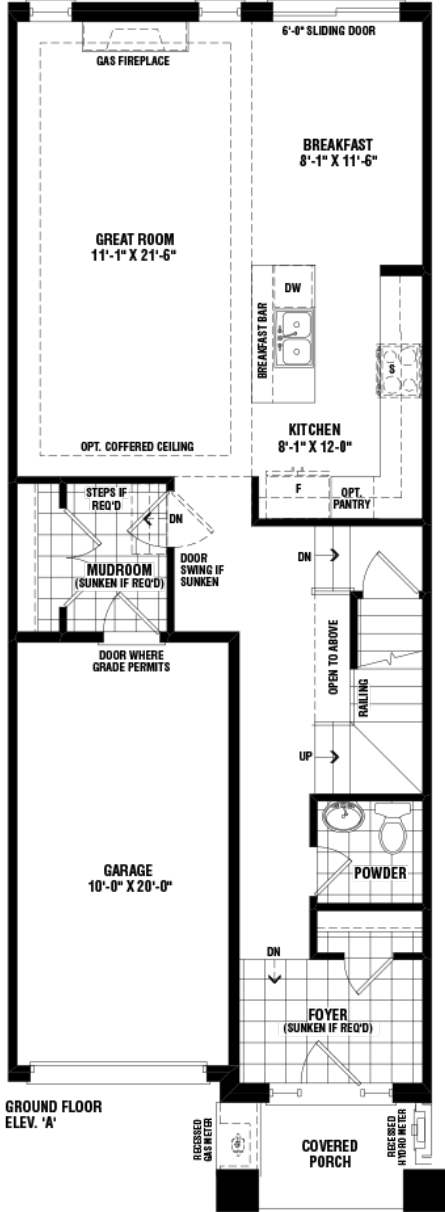 6'-0" SLIDING DOOR
GAS FIREPLACE
BREAKFAST
8'-1" X 11'-6"
GREAT ROOM
11'-1" X 21'-6"
DW
BREAKFAST BAR
S
KITCHEN
8'-1" X 12'-0"
OPT. COFFERED CEILING
F
OPT.
PANTRY
STEPS IF
REQ'D
DN
DOOR
SWING IF
SUNKEN
MUDROOM
(SUNKEN IF REQ'D)
DN
DOOR WHERE
GRADE PERMITS
OPEN TO ABOVE
RAILING
UP
GARAGE
10'-0" X 20'-0"
POWDER
DN
FOYER
(SUNKEN IF REQ'D)
GROUND FLOOR
ELEV. 'A'
RECESSED
GAS METER
COVERED
PORCH
RECESSED
HYDRO METER